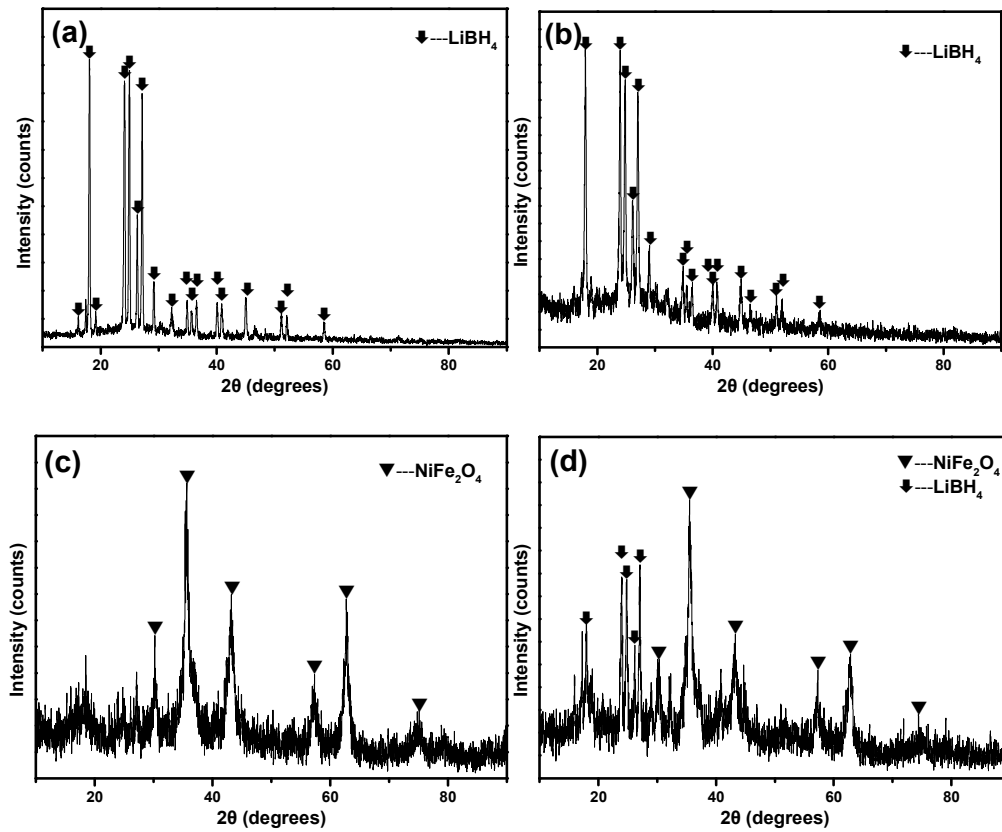 (a)
---LiBH4
Intensity (counts)
20
40
60
80
2θ (degrees)
(b)
---LiBH4
Intensity (counts)
20
40
60
80
2θ (degrees)
(c)
---NiFe2O4
Intensity (counts)
20
40
60
80
2θ (degrees)
(d)
---NiFe2O4
---LiBH4
Intensity (counts)
20
40
60
80
2θ (degrees)